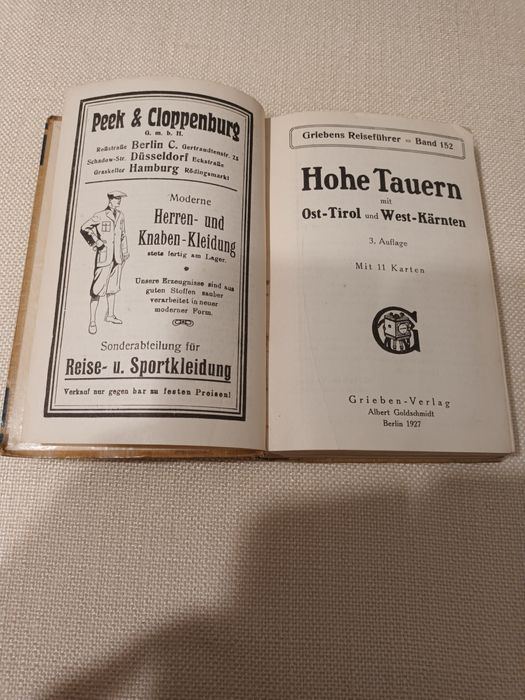 Peek & Cloppenburg
G. m. b. H.
Roßstraße Berlin C. Gertraudtenstr. 25
Schadow-Str. Düsseldorf Eckstraße
Graskeller Hamburg Rödingsmarkt
Moderne
Herren- und
Knaben-Kleidung
stets fertig am Lager.
Unsere Erzeugnisse sind aus
guten Stoffen sauber
verarbeitet in neuer
moderner Form.
Sonderabteilung für
Reise- u. Sportkleidung
Verkauf nur gegen bar zu festen Preisen!
Griebens Reiseführer = Band 152
Hohe Tauern
mit
Ost-Tirol und West-Kärnten
3. Auflage
Mit 11 Karten
G
Grieben-Verlag
Albert Goldschmidt
Berlin 1927